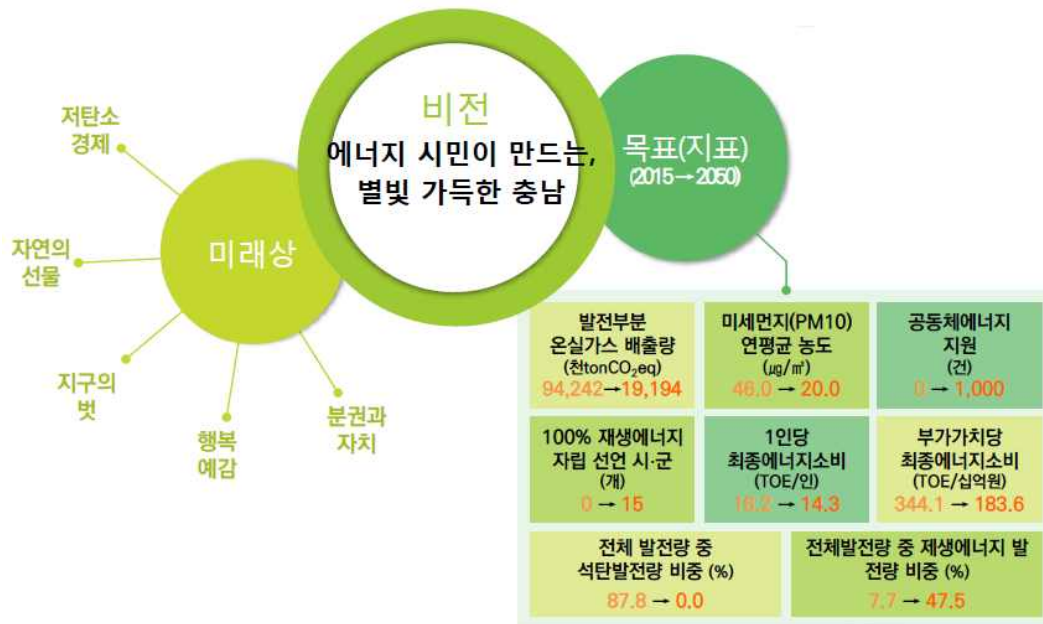 비전
에너지 시민이 만드는,
별빛 가득한 충남
목표(지표)
(2015→2050)
미래상
저탄소
경제
자연의
선물
지구의
벗
행복
예감
분권과
자치
발전부분
온실가스 배출량
(천tonCO₂eq)
94,242→19,194
미세먼지(PM10)
연평균 농도
(㎍/㎥)
46.0 → 20.0
공동체에너지
지원
(건)
0 → 1,000
100% 재생에너지
자립 선언 시·군
(개)
0 → 15
1인당
최종에너지소비
(TOE/인)
16.2 → 14.3
부가가치당
최종에너지소비
(TOE/십억원)
344.1 → 183.6
전체 발전량 중
석탄발전량 비중 (%)
87.8 → 0.0
전체발전량 중 제생에너지 발
전량 비중 (%)
7.7 → 47.5